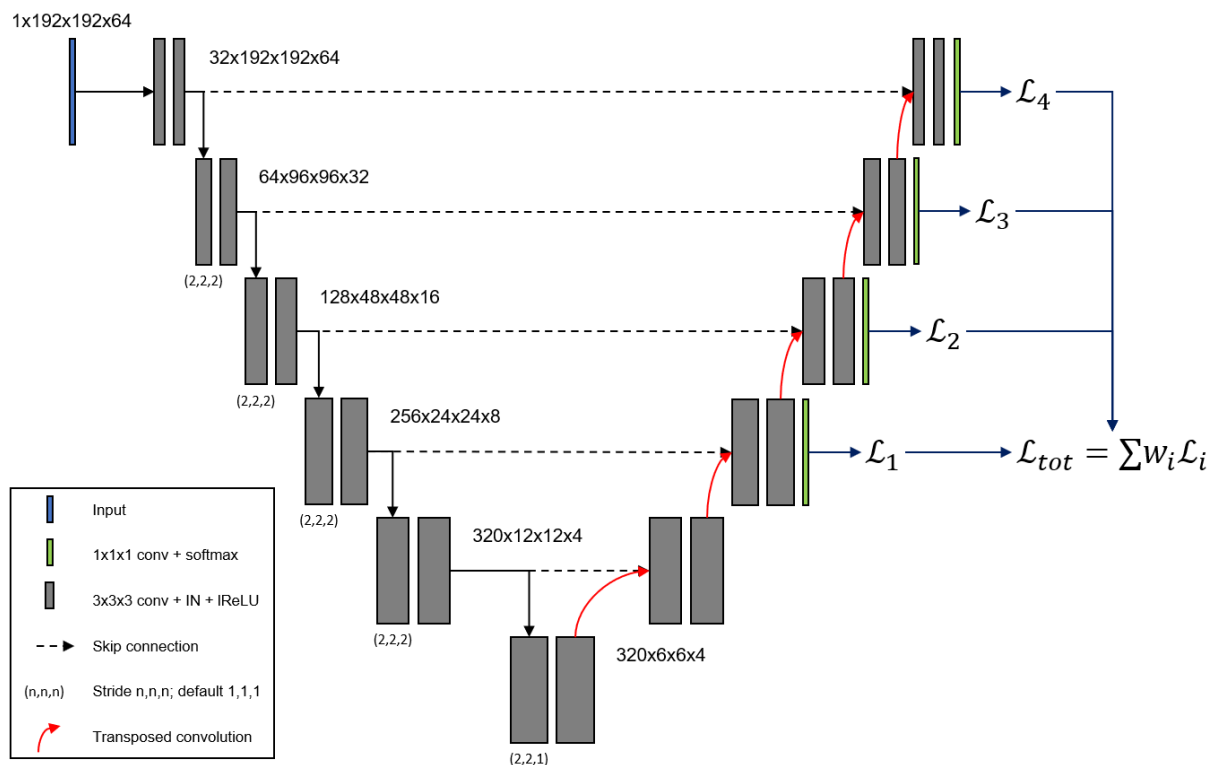 1x192x192x64
32x192x192x64
ℒ4
64x96x96x32
ℒ3
(2,2,2)
128x48x48x16
ℒ2
(2,2,2)
256x24x24x8
ℒ1
ℒtot = ∑wiℒi
(2,2,2)
Input
320x12x12x4
1x1x1 conv + softmax
3x3x3 conv + IN + lReLU
(2,2,2)
Skip connection
320x6x6x4
(n,n,n) Stride n,n,n; default 1,1,1
Transposed convolution
(2,2,1)